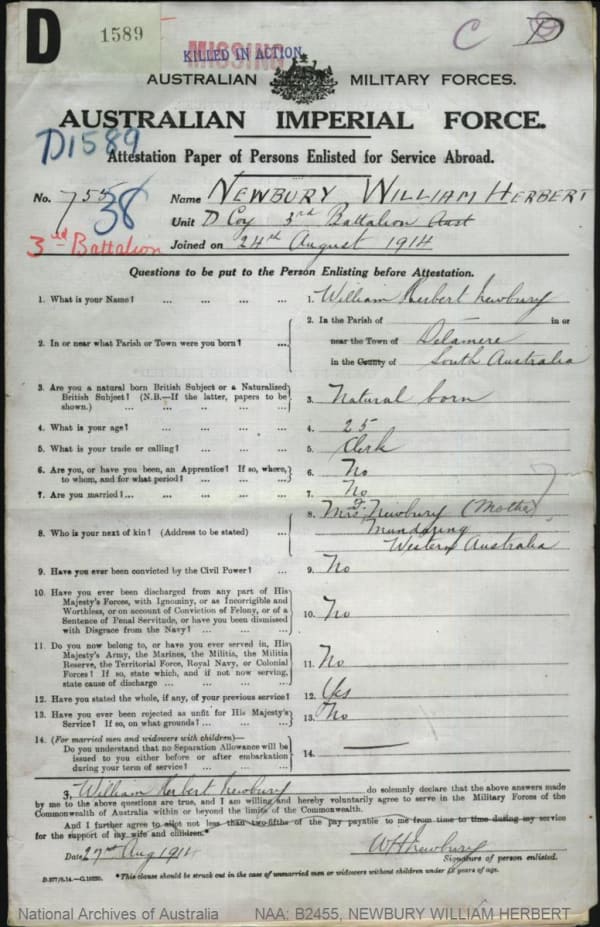 D 1589
C D
MISSING
KILLED IN ACTION
AUSTRALIAN MILITARY FORCES.
AUSTRALIAN IMPERIAL FORCE.
D1589
Attestation Paper of Persons Enlisted for Service Abroad.
No. 755 Name NEWBURY WILLIAM HERBERT
38
Unit D Coy 3rd Battalion Aust
3rd Battalion
Joined on 24th August 1914
Questions to be put to the Person Enlisting before Attestation.
1. What is your Name? ... ... ... ... 1. William Herbert Newbury
2. In or near what Parish or Town were you born? ... 2. In the Parish of in or
near the Town of Delamere
in the County of South Australia
3. Are you a natural born British Subject or a Naturalized
British Subject? (N.B.—If the latter, papers to be
shown.) ... ... ... ... ... 3. Natural born
4. What is your age? ... ... ... ... 4. 25
5. What is your trade or calling? ... ... ... 5. Clerk
6. Are you, or have you been, an Apprentice? If so, where,
to whom, and for what period? ... ... ... 6. No
7. Are you married? ... ... ... ... ... 7. No
8. Who is your next of kin? (Address to be stated) ... 8. Mrs Newbury (Mother)
Mundaring
Western Australia
9. Have you ever been convicted by the Civil Power? ... 9. No
10. Have you ever been discharged from any part of His
Majesty's Forces, with Ignominy, or as Incorrigible and
Worthless, or on account of Conviction of Felony, or of a
Sentence of Penal Servitude, or have you been dismissed
with Disgrace from the Navy? ... ... ... 10. No
11. Do you now belong to, or have you ever served in, His
Majesty's Army, the Marines, the Militia, the Militia
Reserve, the Territorial Force, Royal Navy, or Colonial
Forces? If so, state which, and if not now serving,
state cause of discharge ... ... ... ... 11. No
12. Have you stated the whole, if any, of your previous service? 12. Yes
13. Have you ever been rejected as unfit for His Majesty's
Service? If so, on what grounds? ... ... ... 13. No
14. (For married men and widowers with children)—
Do you understand that no Separation Allowance will be
issued to you either before or after embarkation
during your term of service? ... ... ... 14. —
I, William Herbert Newbury do solemnly declare that the above answers made
by me to the above questions are true, and I am willing and hereby voluntarily agree to serve in the Military Forces of the
Commonwealth of Australia within or beyond the limits of the Commonwealth.
And I further agree to allot not less than two-fifths of the pay payable to me from time to time during my service
for the support of my wife and children.*
Date 27th Aug 1914 WH Newbury
Signature of person enlisted.
*This clause should be struck out in the case of unmarried men or widowers without children under 18 years of age.
National Archives of Australia NAA: B2455, NEWBURY WILLIAM HERBERT